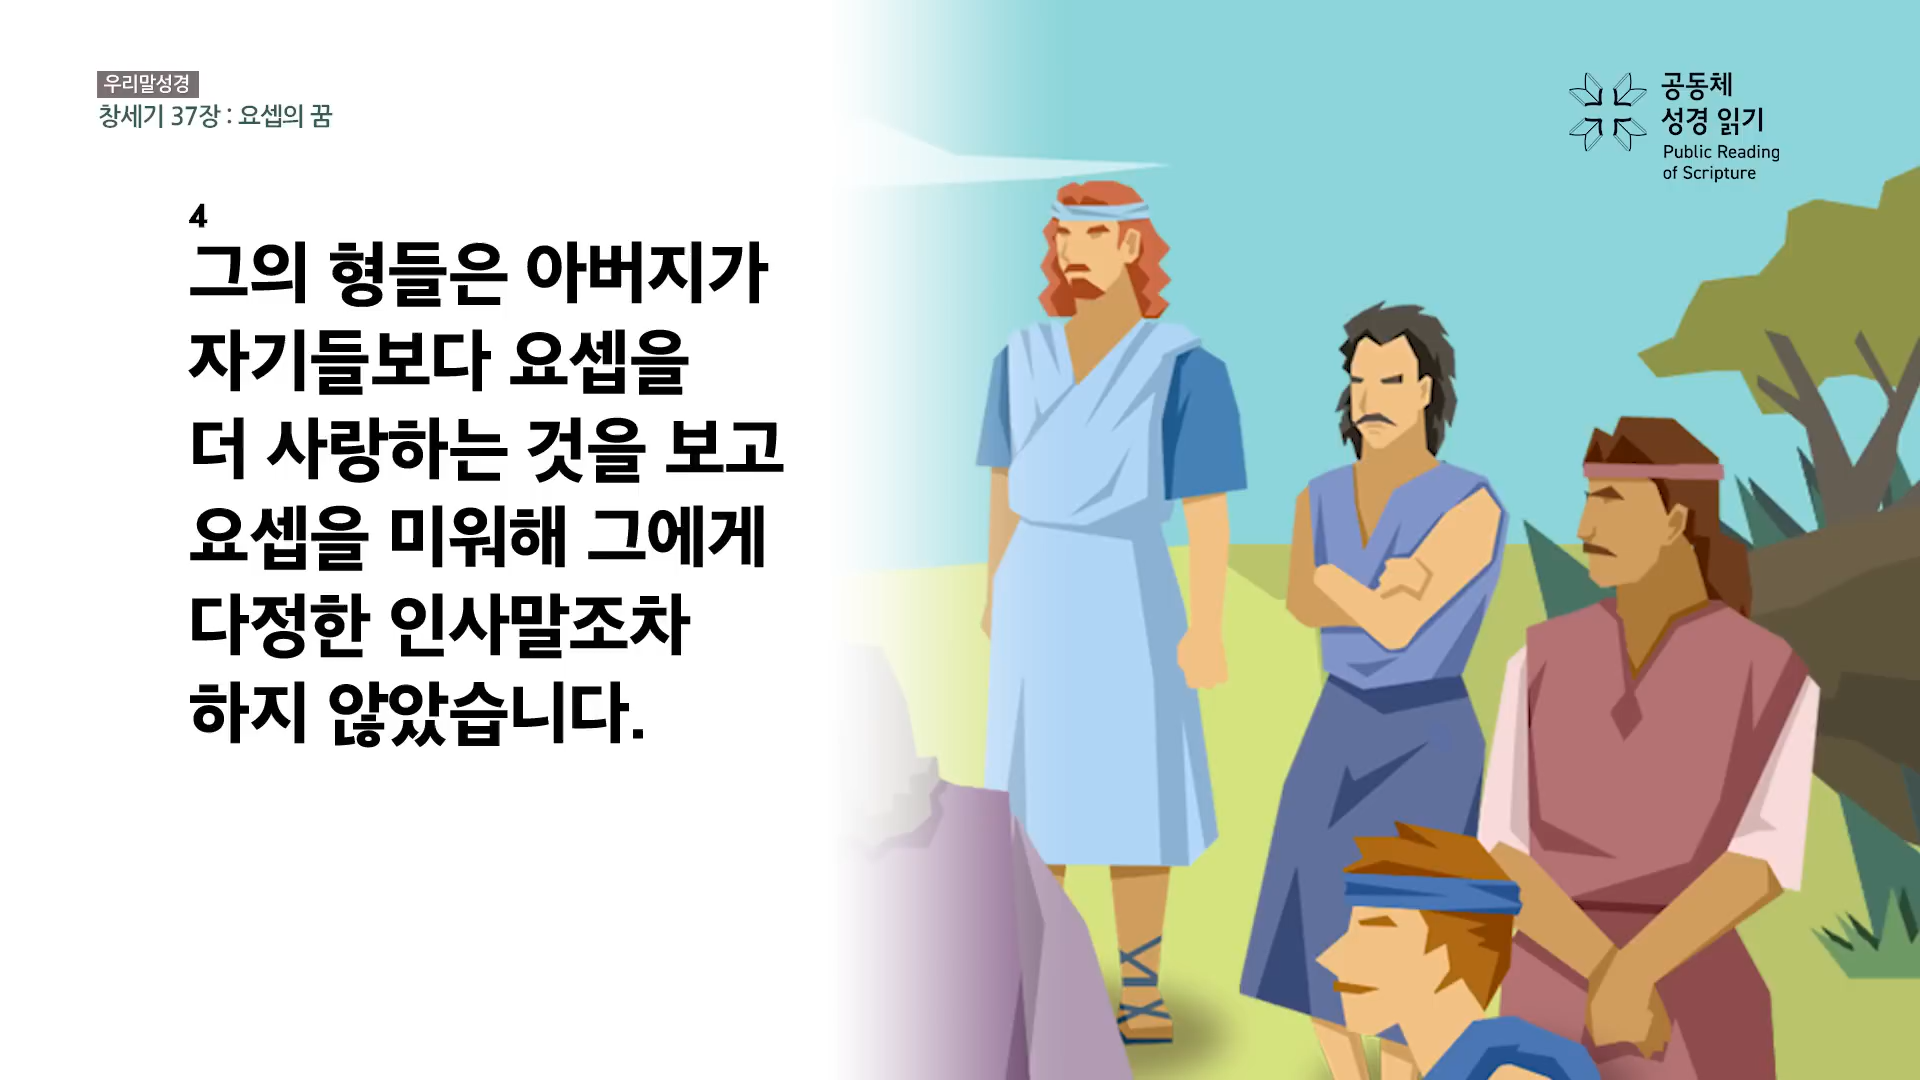 우리말성경
창세기 37장 : 요셉의 꿈
공동체
성경 읽기
Public Reading
of Scripture
4
그의 형들은 아버지가
자기들보다 요셉을
더 사랑하는 것을 보고
요셉을 미워해 그에게
다정한 인사말조차
하지 않았습니다.